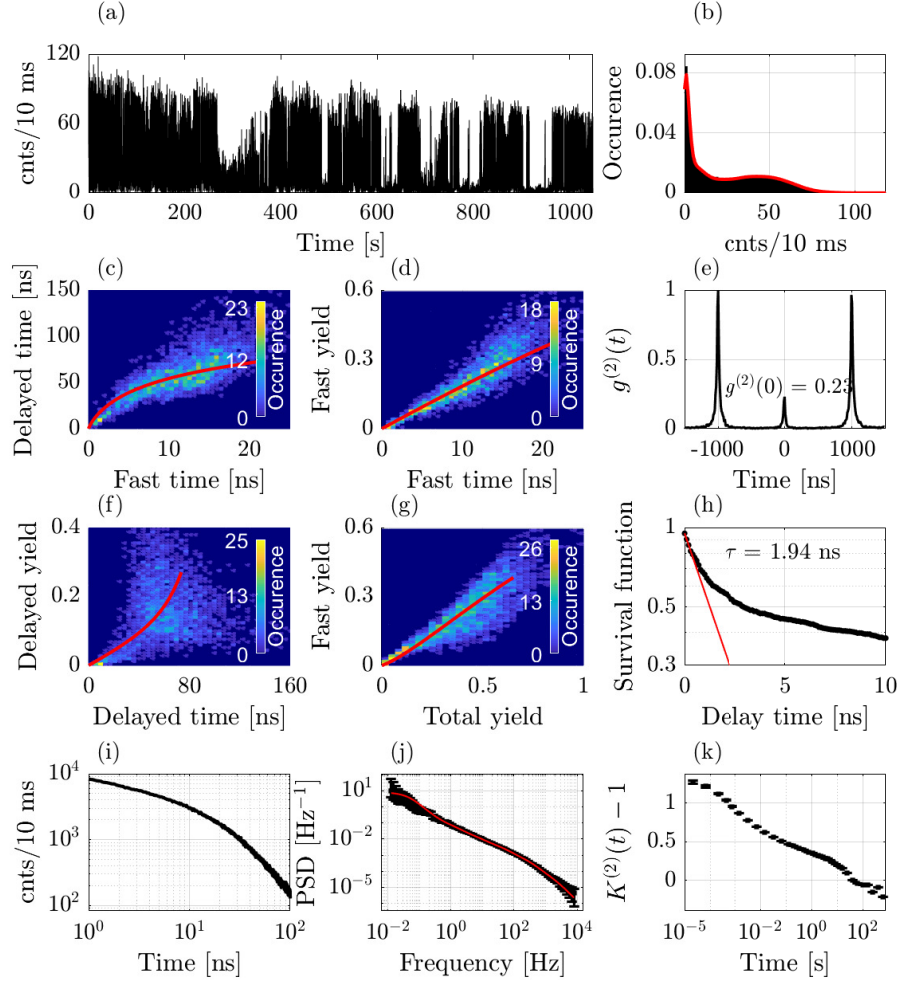 (a)
120
60
0
cnts/10 ms
0 200 400 600 800 1000
Time [s]
(b)
0.08
0.04
0
Occurence
0 50 100
cnts/10 ms
(c)
150
100
50
0
Delayed time [ns]
23
12
0
Occurence
0 10 20
Fast time [ns]
(d)
0.6
0.3
0
Fast yield
18
9
0
Occurence
0 10 20
Fast time [ns]
(e)
1
0.5
0
g^{(2)}(t)
g^{(2)}(0) = 0.23
-1000 0 1000
Time [ns]
(f)
0.4
0.2
0
Delayed yield
25
13
0
Occurence
0 80 160
Delayed time [ns]
(g)
0.6
0.3
0
Fast yield
26
13
0
Occurence
0 0.5 1
Total yield
(h)
1
0.5
0.3
Survival function
τ = 1.94 ns
0 5 10
Delay time [ns]
(i)
10^4
10^3
10^2
cnts/10 ms
10^0 10^1 10^2
Time [ns]
(j)
10^1
10^{-2}
10^{-5}
PSD [Hz^{-1}]
10^{-2} 10^0 10^2 10^4
Frequency [Hz]
(k)
1
0.5
0
K^{(2)}(t) − 1
10^{-5} 10^{-2} 10^2
Time [s]